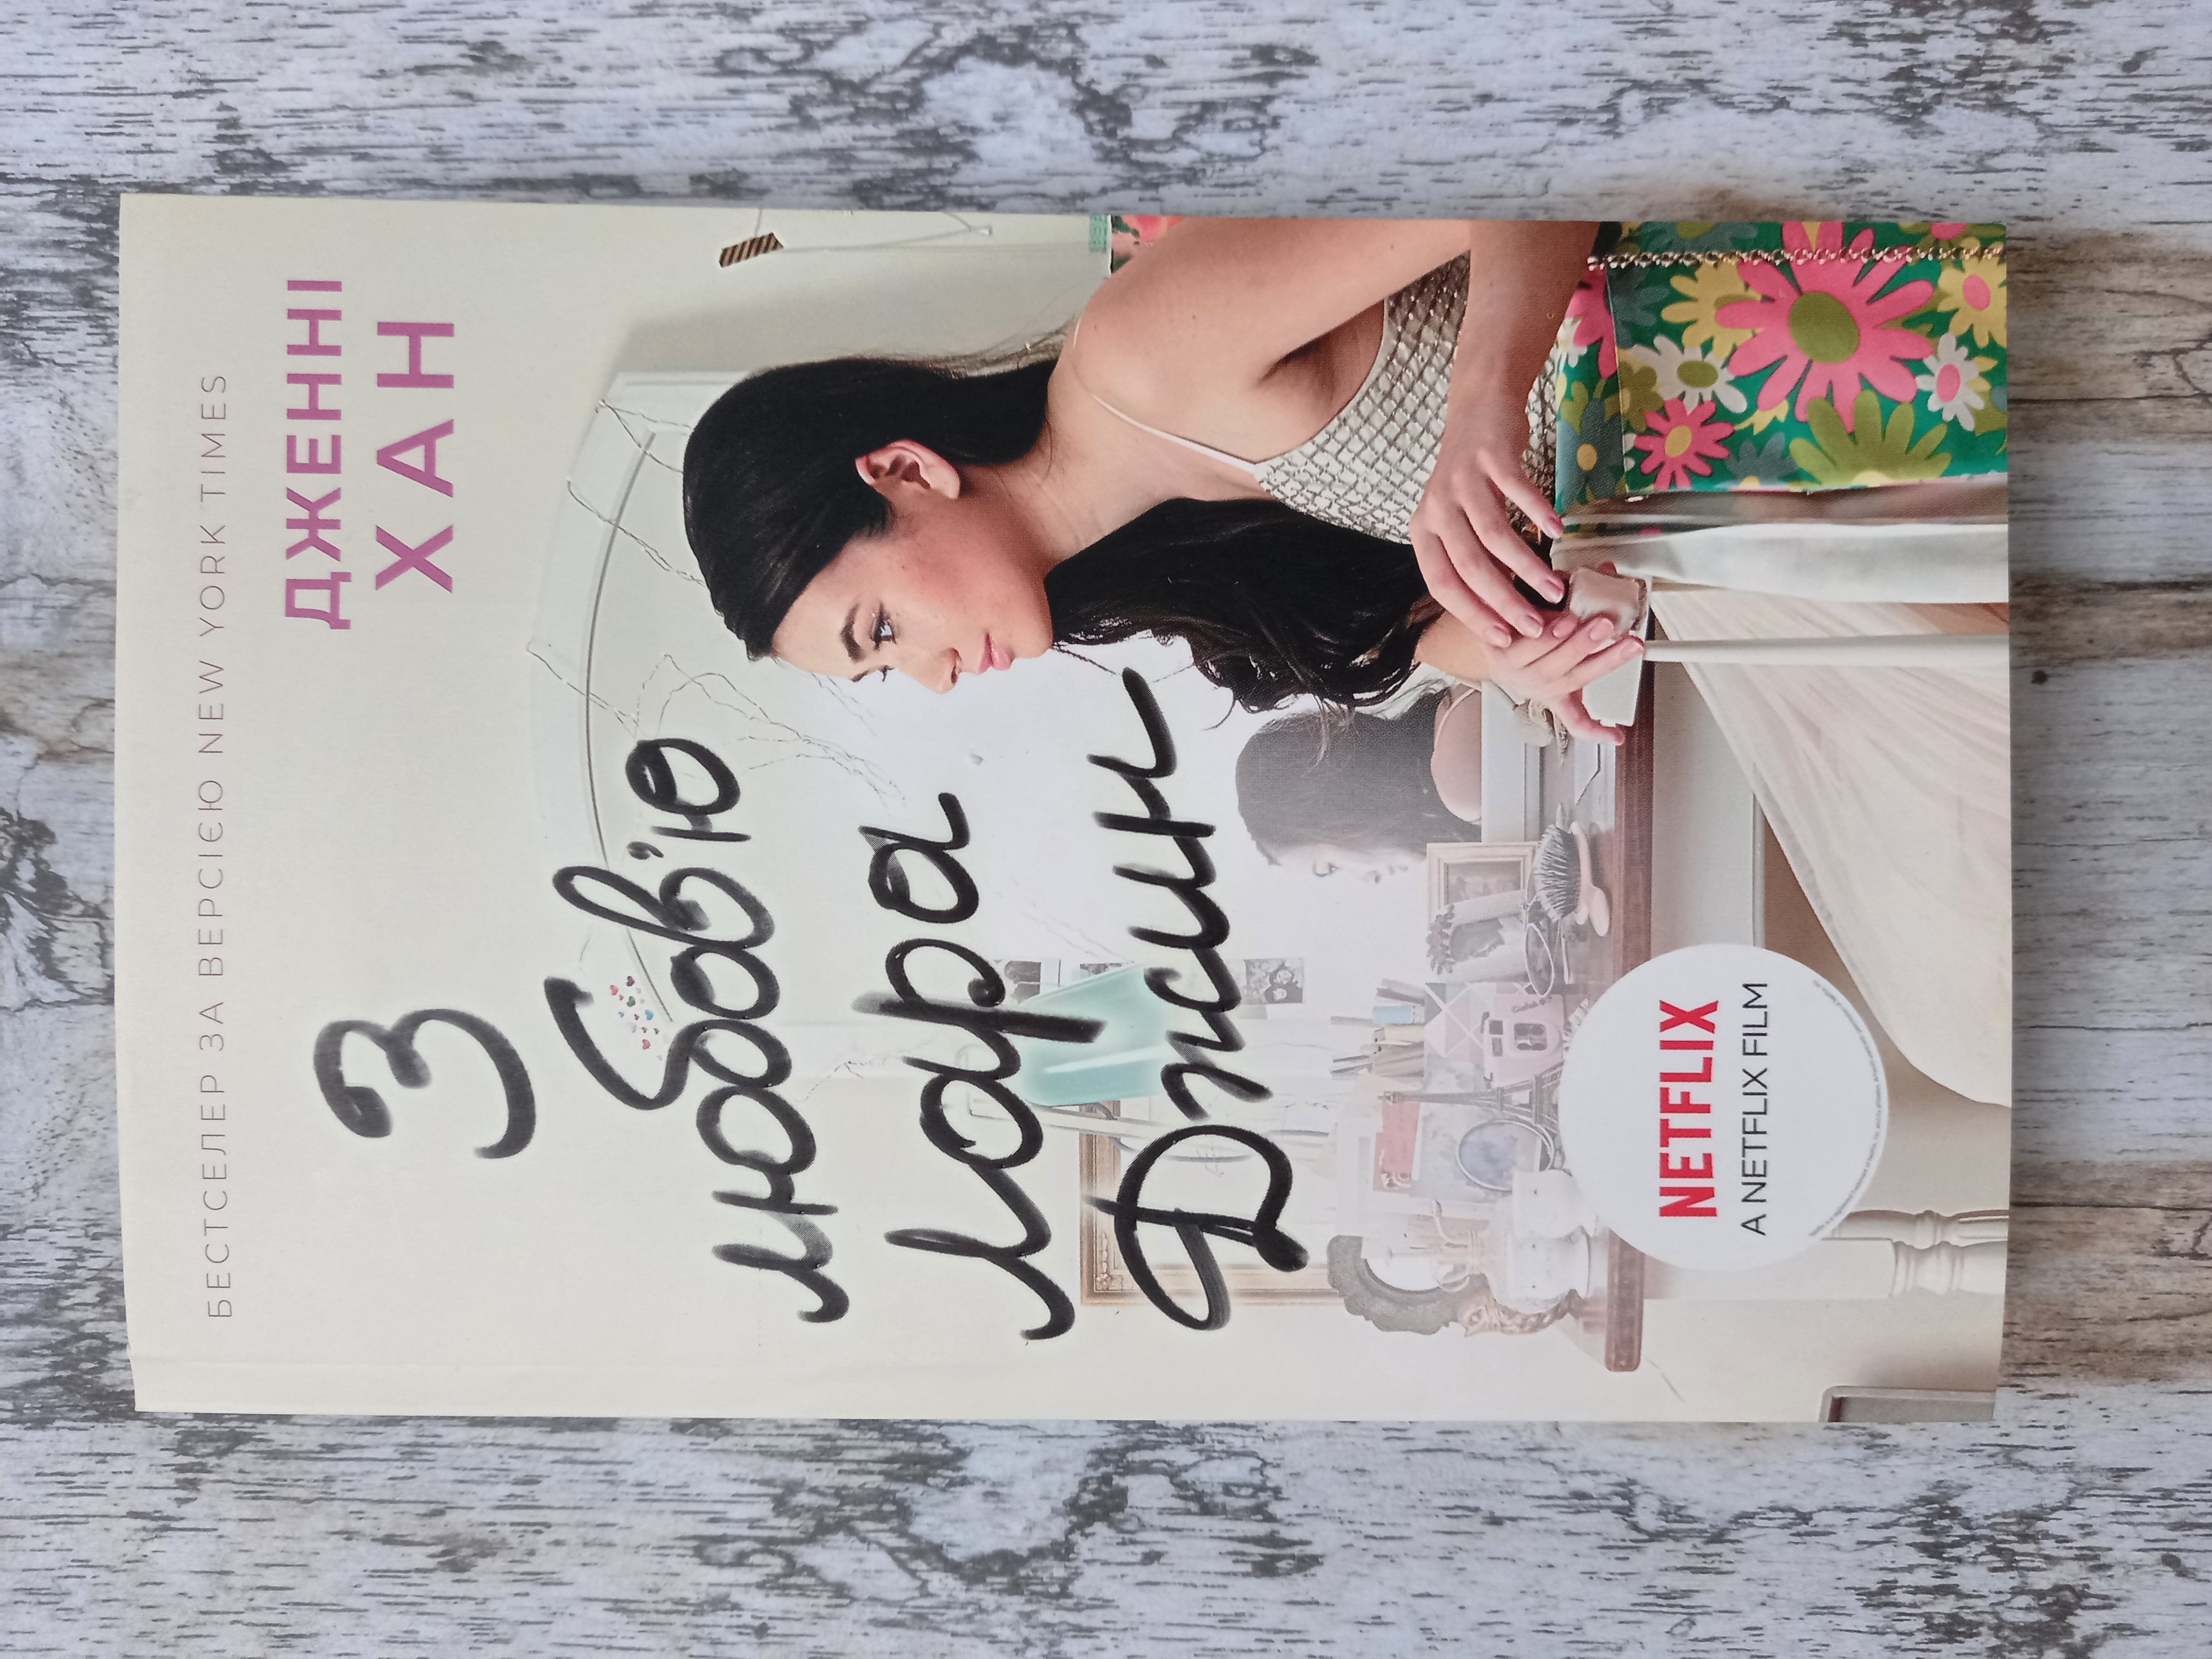 БЕСТСЕЛЕР ЗА ВЕРСІЄЮ NEW YORK TIMES
ДЖЕННІ
ХАН
З
любов'ю
Лара
Джин
NETFLIX
A NETFLIX FILM